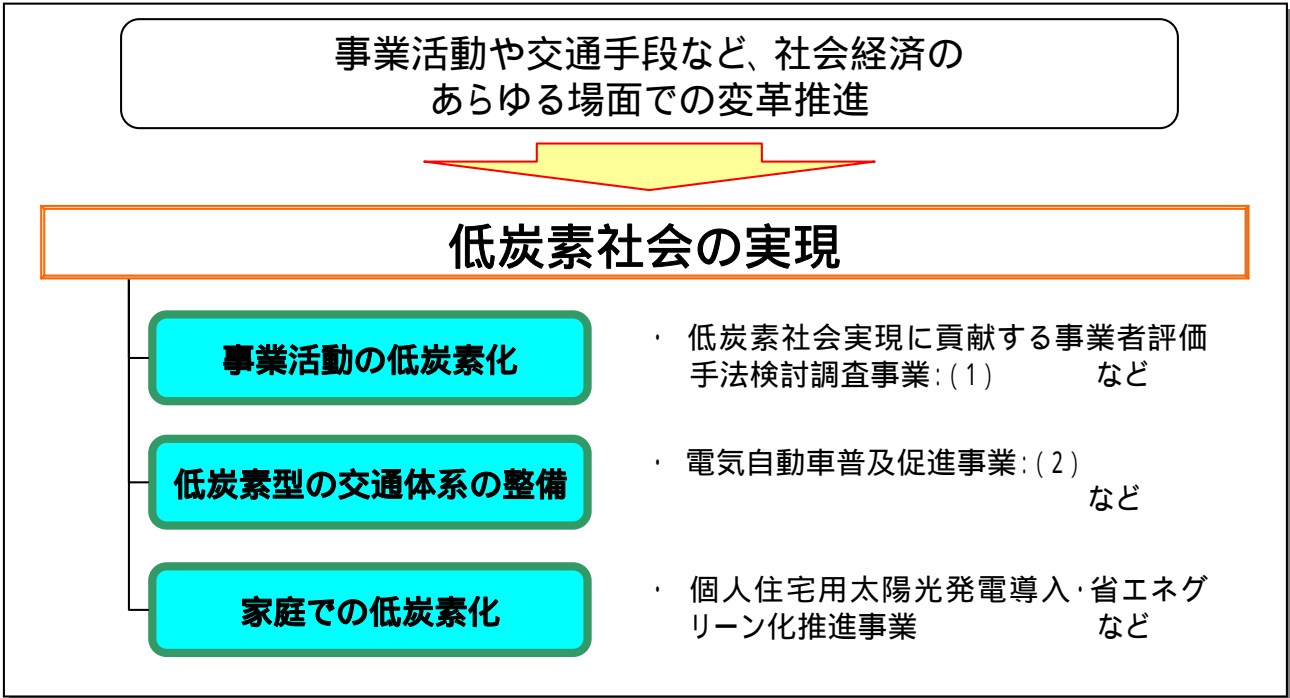 事業活動や交通手段など、社会経済の
あらゆる場面での変革推進
低炭素社会の実現
事業活動の低炭素化
・ 低炭素社会実現に貢献する事業者評価
手法検討調査事業:(1) など
低炭素型の交通体系の整備
・ 電気自動車普及促進事業:(2)
など
家庭での低炭素化
・ 個人住宅用太陽光発電導入・省エネグ
リーン化推進事業 など